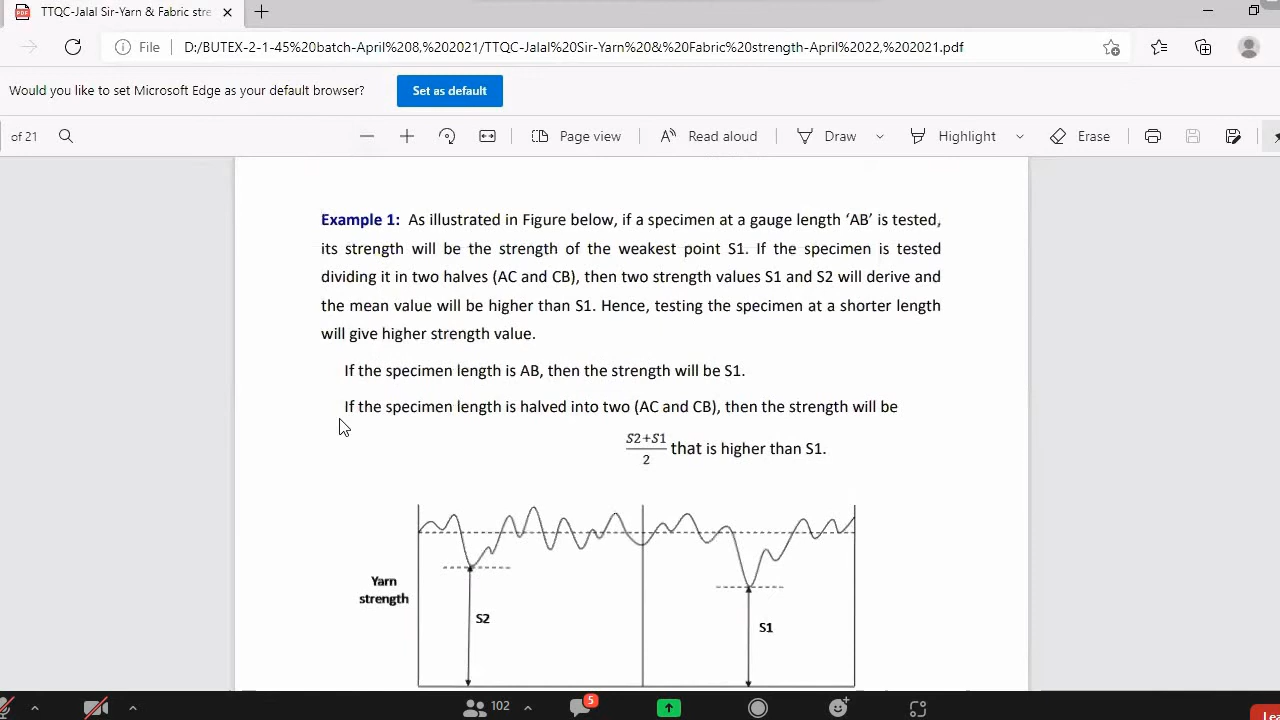 TTQC-Jalal Sir-Yarn & Fabric stre
File D:/BUTEX-2-1-45%20batch-April%208,%202021/TTQC-Jalal%20Sir-Yarn%20&%20Fabric%20strength-April%2022,%202021.pdf
Would you like to set Microsoft Edge as your default browser? Set as default
of 21 Page view Read aloud Draw Highlight Erase
Example 1: As illustrated in Figure below, if a specimen at a gauge length ‘AB’ is tested,
its strength will be the strength of the weakest point S1. If the specimen is tested
dividing it in two halves (AC and CB), then two strength values S1 and S2 will derive and
the mean value will be higher than S1. Hence, testing the specimen at a shorter length
will give higher strength value.
If the specimen length is AB, then the strength will be S1.
If the specimen length is halved into two (AC and CB), then the strength will be
S2+S1
2
that is higher than S1.
Yarn
strength
S2
S1
102
5